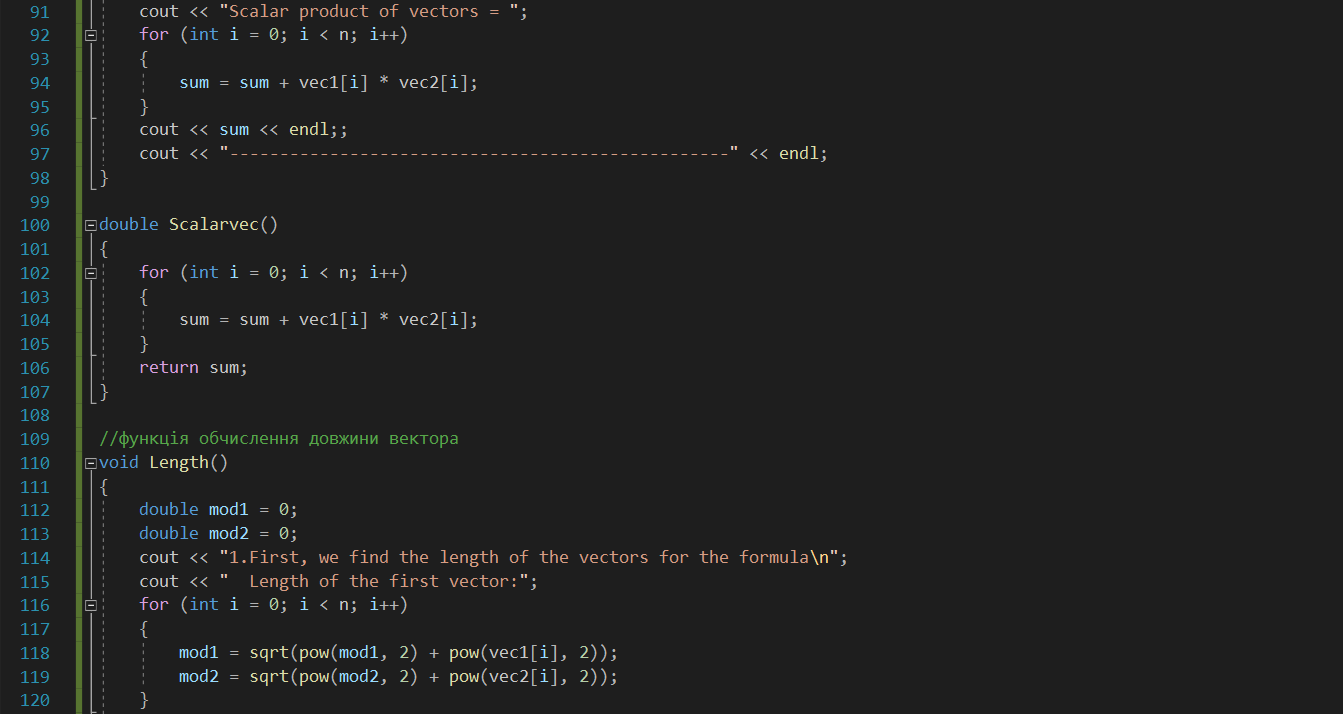 91 cout << "Scalar product of vectors = ";
92 for (int i = 0; i < n; i++)
93 {
94 sum = sum + vec1[i] * vec2[i];
95 }
96 cout << sum << endl;;
97 cout << "--------------------------------------------------" << endl;
98 }
99
100 double Scalarvec()
101 {
102 for (int i = 0; i < n; i++)
103 {
104 sum = sum + vec1[i] * vec2[i];
105 }
106 return sum;
107 }
108
109 //функція обчислення довжини вектора
110 void Length()
111 {
112 double mod1 = 0;
113 double mod2 = 0;
114 cout << "1.First, we find the length of the vectors for the formula\n";
115 cout << "  Length of the first vector:";
116 for (int i = 0; i < n; i++)
117 {
118 mod1 = sqrt(pow(mod1, 2) + pow(vec1[i], 2));
119 mod2 = sqrt(pow(mod2, 2) + pow(vec2[i], 2));
120 }